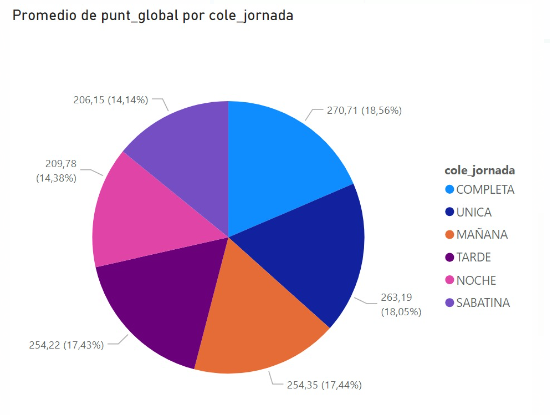 Promedio de punt_global por cole_jornada
206,15 (14,14%)
270,71 (18,56%)
209,78
(14,38%)
cole_jornada
COMPLETA
UNICA
MAÑANA
TARDE
NOCHE
SABATINA
263,19
(18,05%)
254,22 (17,43%)
254,35 (17,44%)